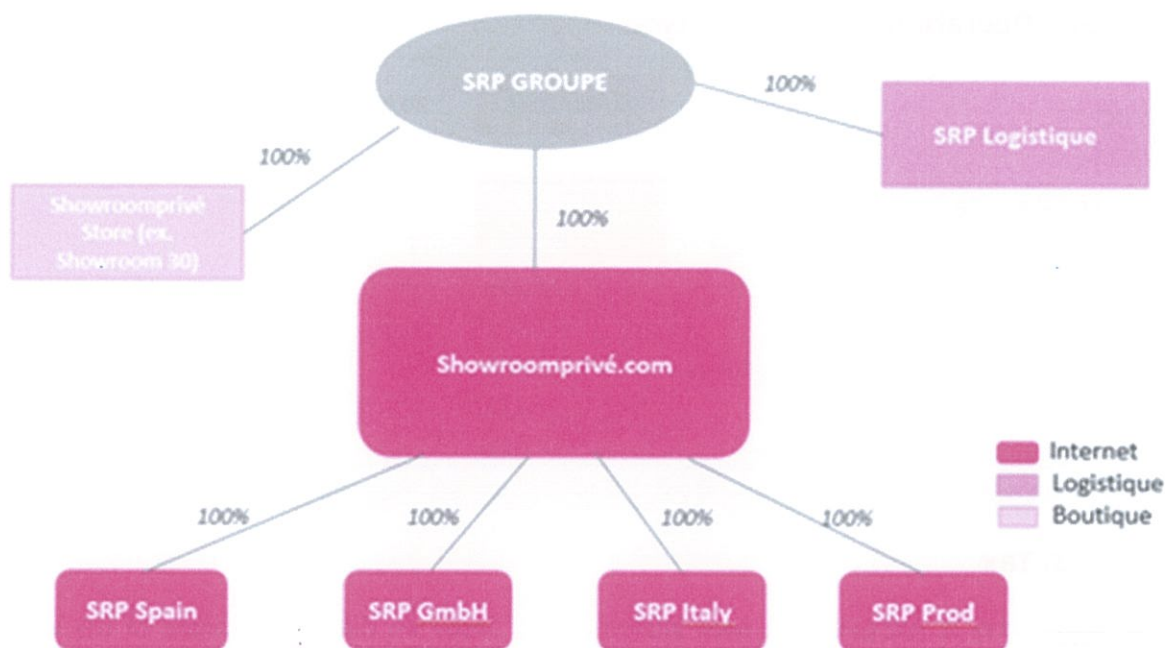 SRP GROUPE
100%
SRP Logistique
100%
Showroomprivé
Store (ex.
Showroom 30)
100%
Showroomprivé.com
Internet
Logistique
Boutique
100%
100%
100%
100%
SRP Spain
SRP GmbH
SRP Italy
SRP Prod